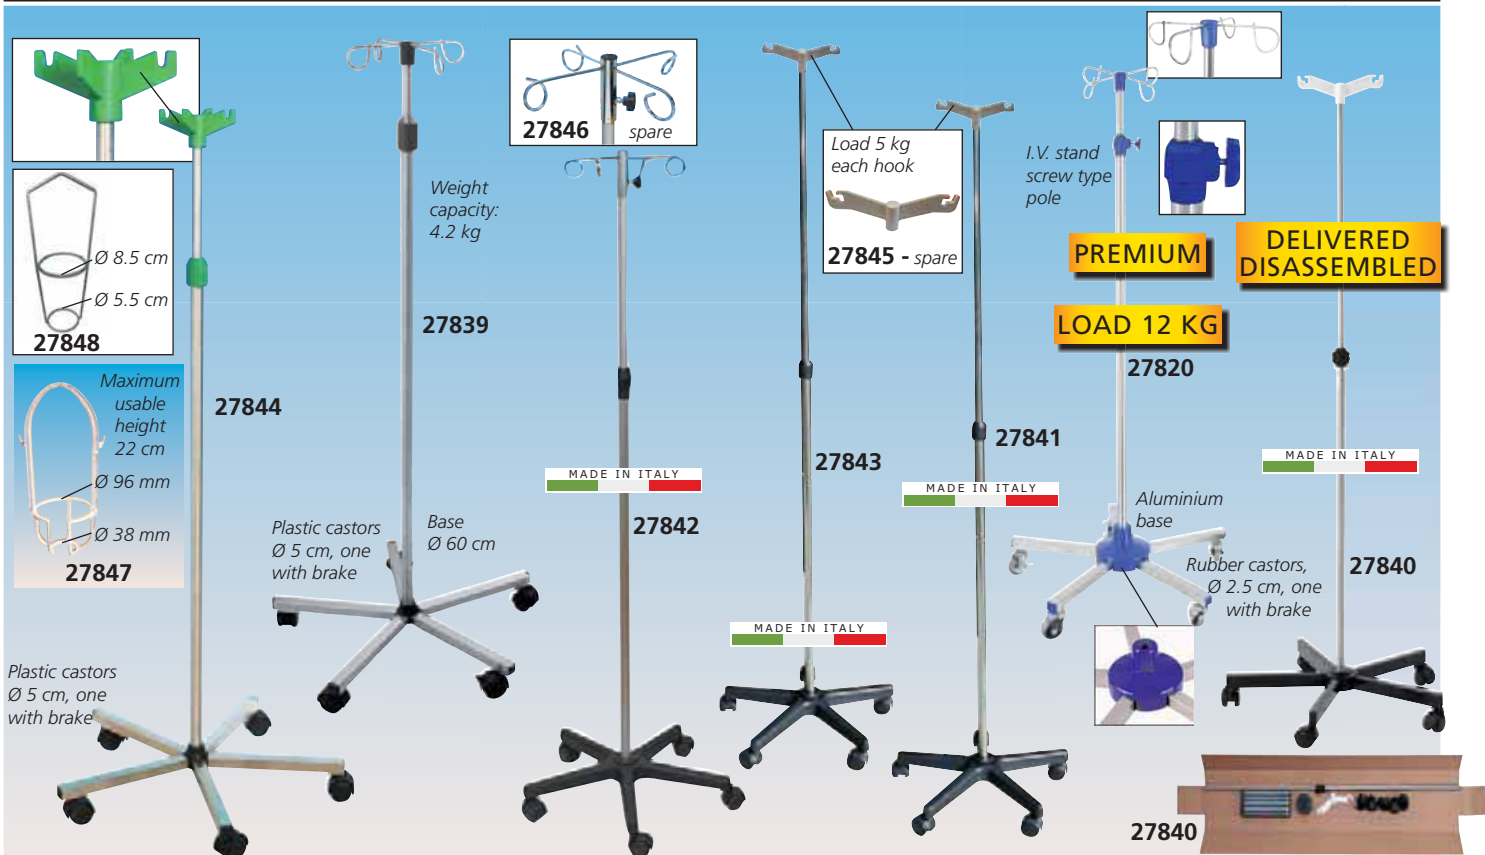 Ø 8.5 cm
Ø 5.5 cm
27848
Maximum
usable
height
22 cm
Ø 96 mm
Ø 38 mm
27847
27844
Plastic castors
Ø 5 cm, one
with brake
Weight
capacity:
4.2 kg
27839
Plastic castors
Ø 5 cm, one
with brake
Base
Ø 60 cm
27846 spare
MADE IN ITALY
27842
Load 5 kg
each hook
27845 - spare
27843
MADE IN ITALY
27841
MADE IN ITALY
I.V. stand
screw type
pole
PREMIUM
LOAD 12 KG
27820
Aluminium
base
Rubber castors,
Ø 2.5 cm, one
with brake
DELIVERED
DISASSEMBLED
MADE IN ITALY
27840
27840